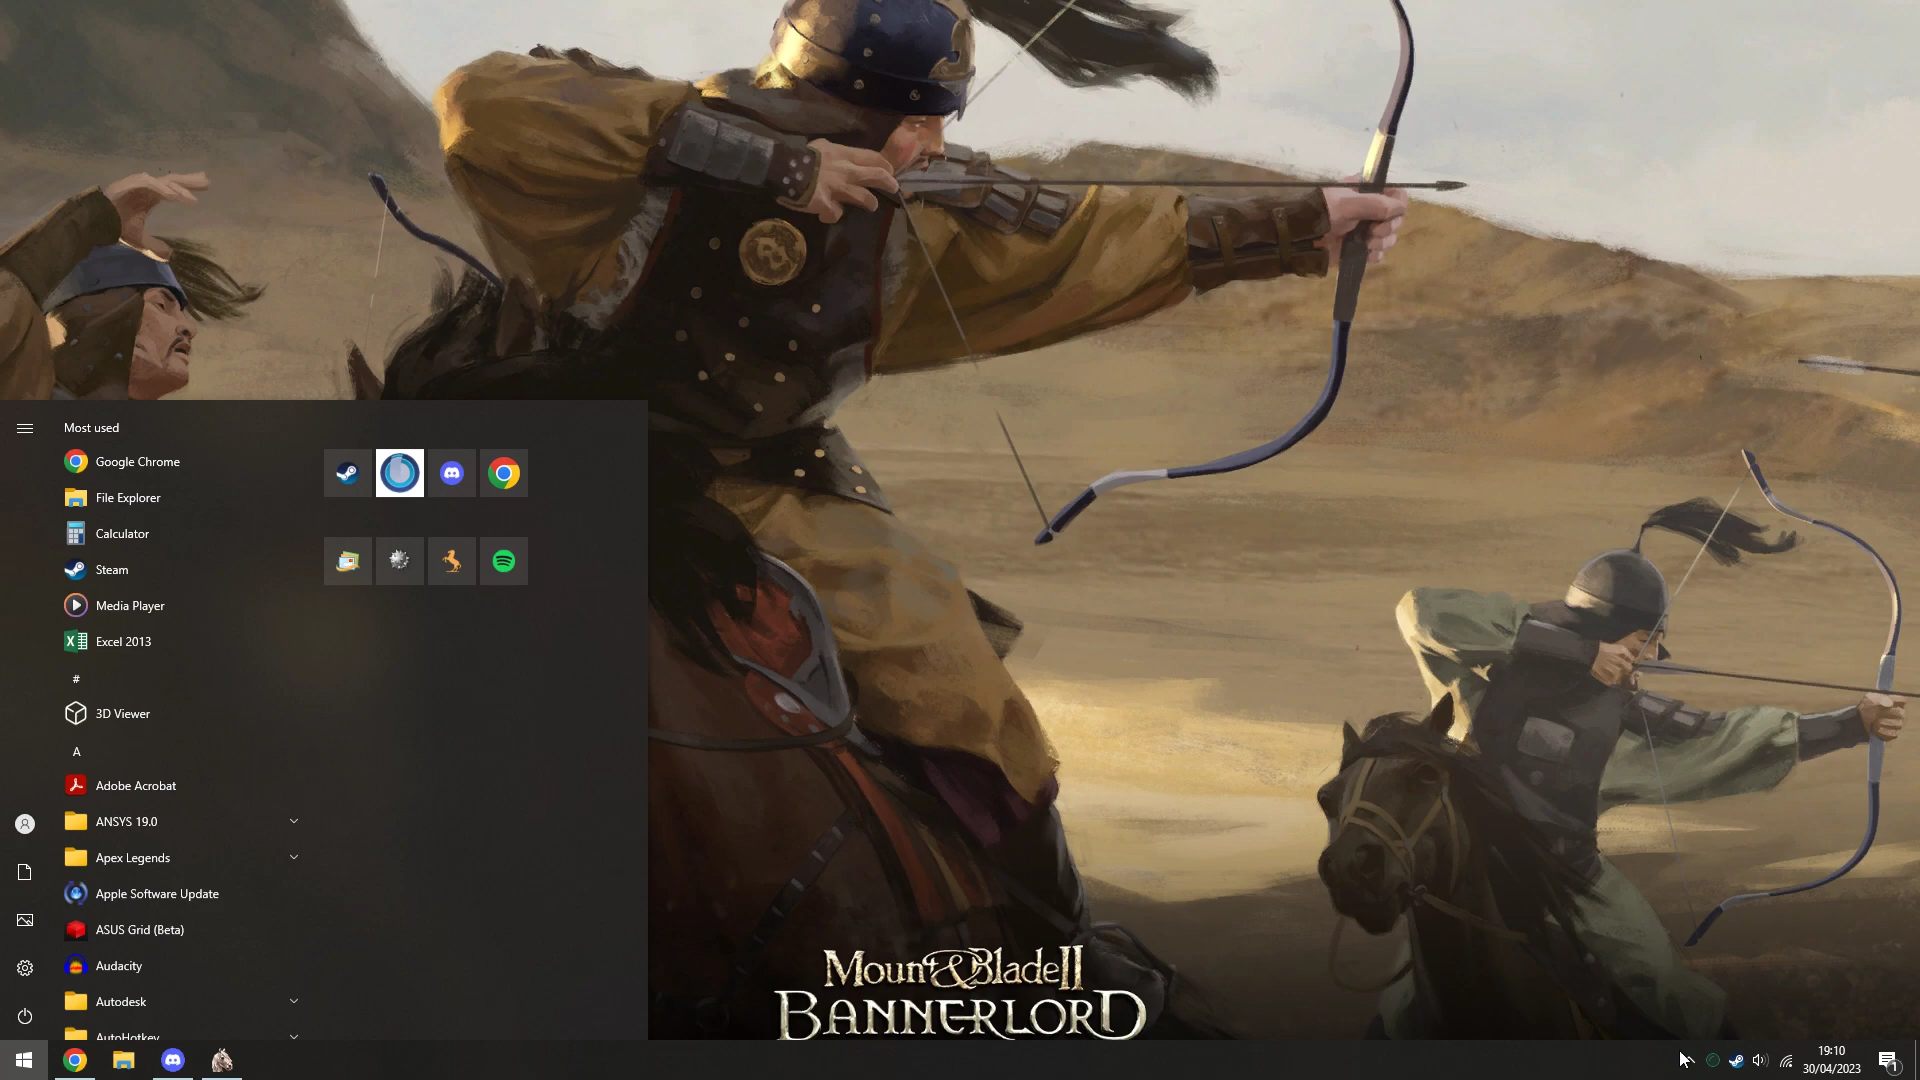 Most used
Google Chrome
File Explorer
Calculator
Steam
Media Player
Excel 2013
#
3D Viewer
A
Adobe Acrobat
ANSYS 19.0
Apex Legends
Apple Software Update
ASUS Grid (Beta)
Audacity
Autodesk
AutoHotkey
Mount & Blade II
BANNERLORD
19:10
30/04/2023
1